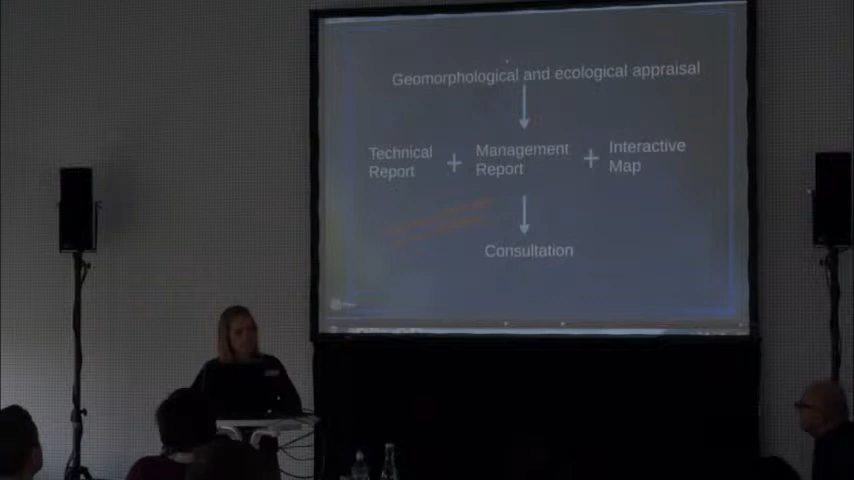 Geomorphological and ecological appraisal
Technical
Report
+
Management
Report
+
Interactive
Map
Consultation